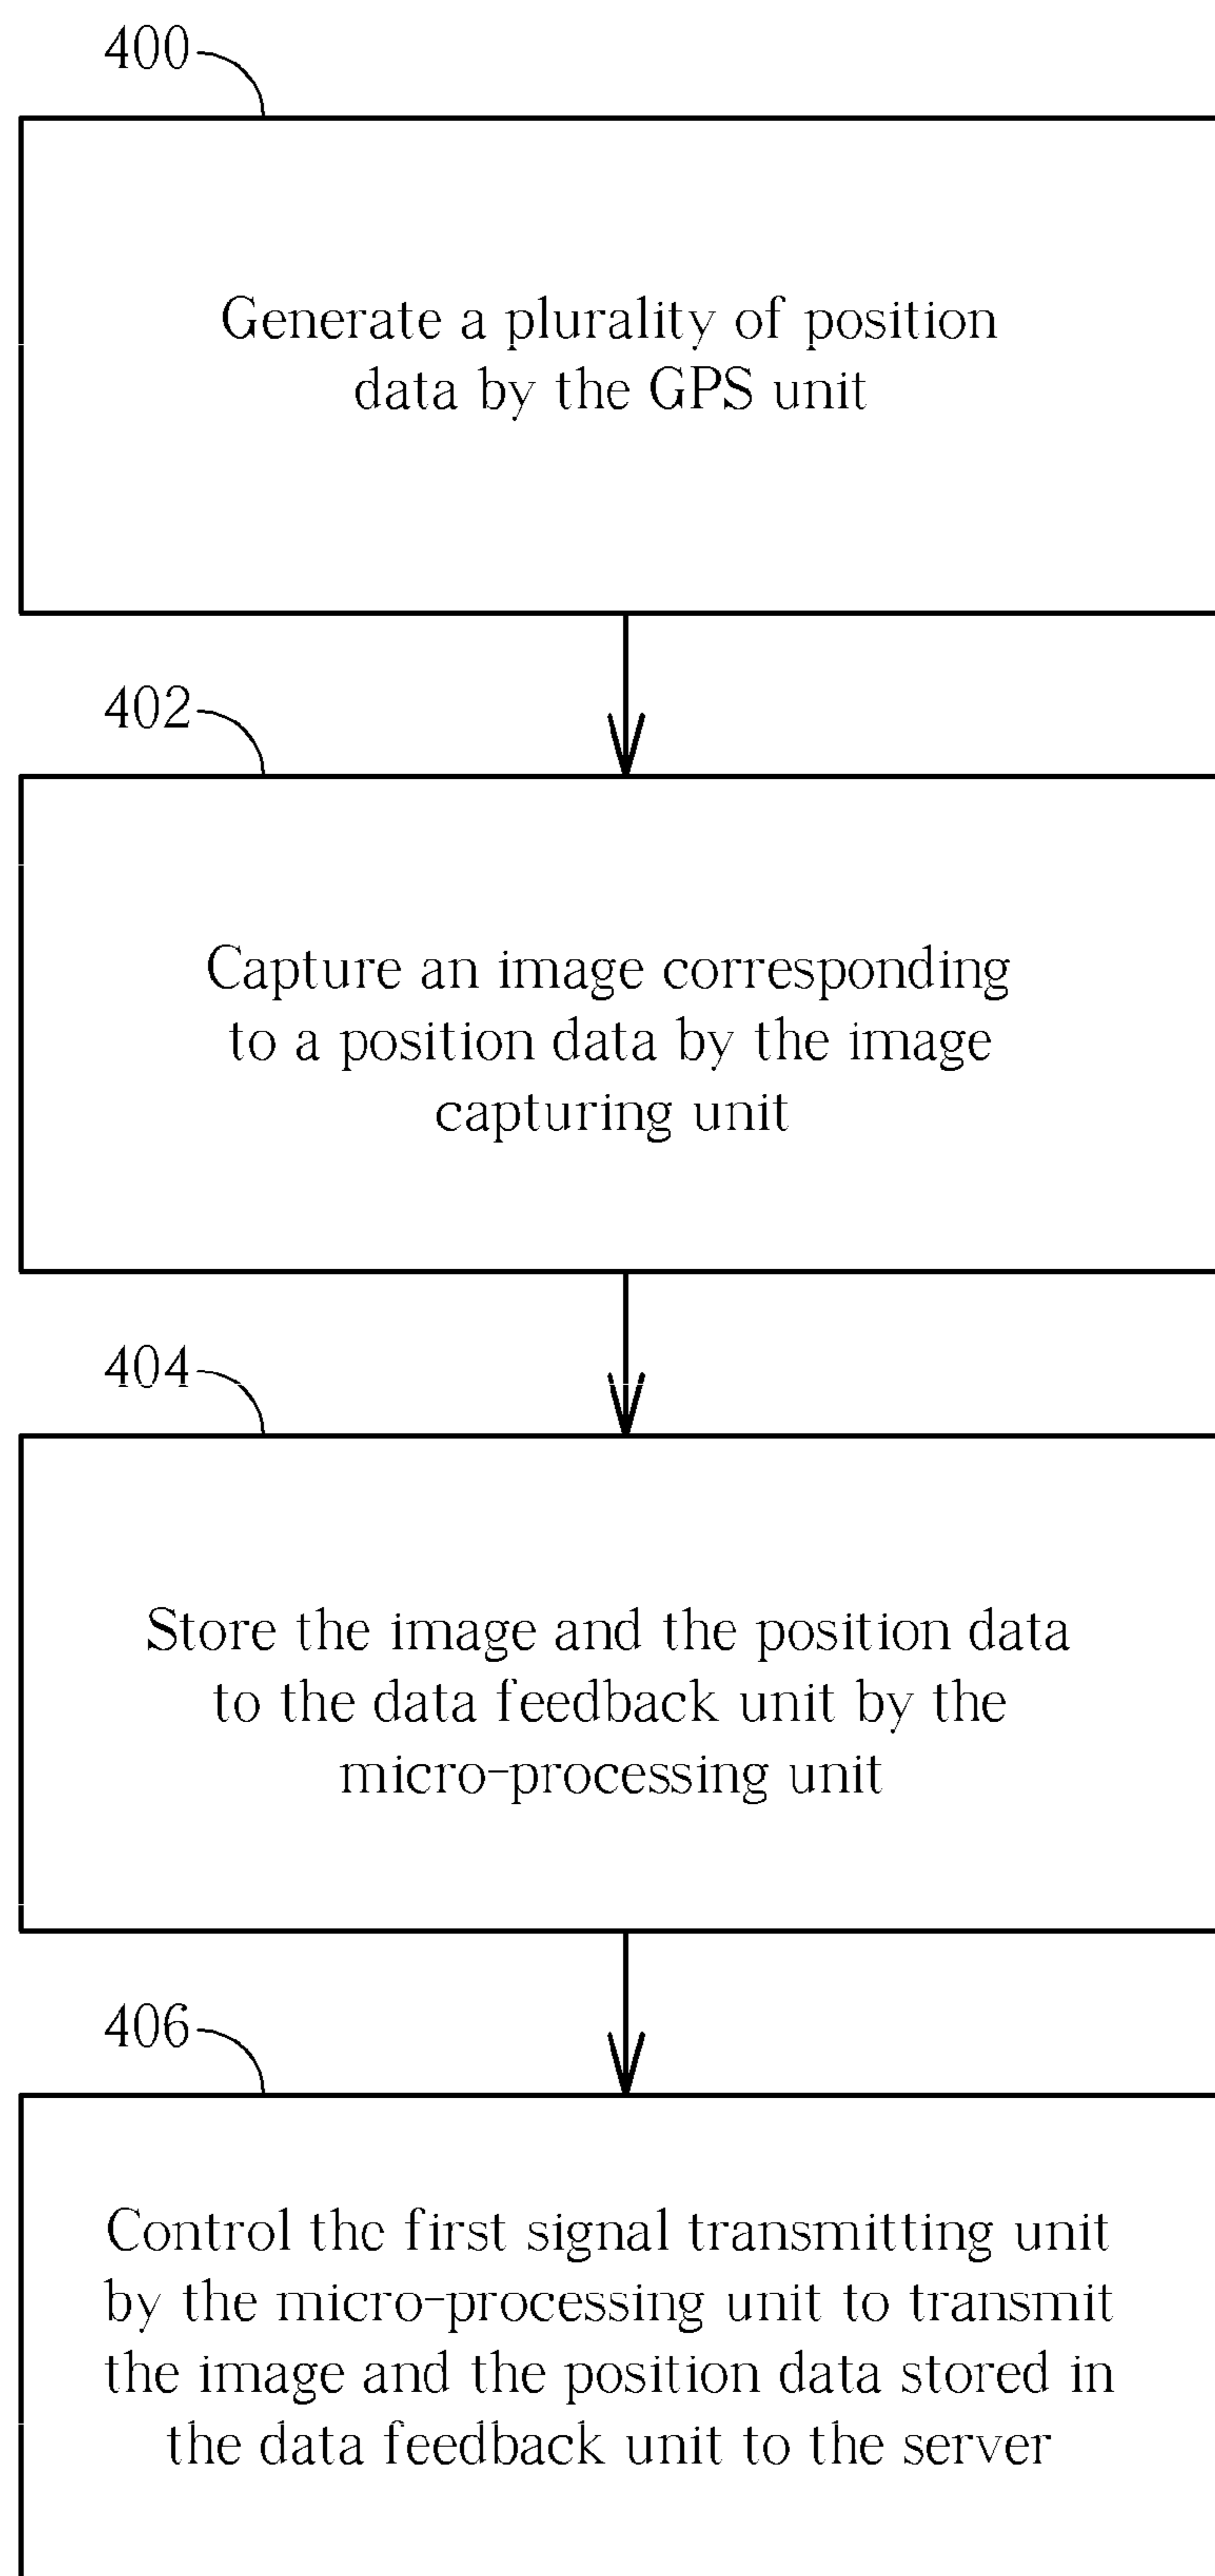 400
Generate a plurality of position
data by the GPS unit
402
Capture an image corresponding
to a position data by the image
capturing unit
404
Store the image and the position data
to the data feedback unit by the
micro-processing unit
406
Control the first signal transmitting unit
by the micro-processing unit to transmit
the image and the position data stored in
the data feedback unit to the server